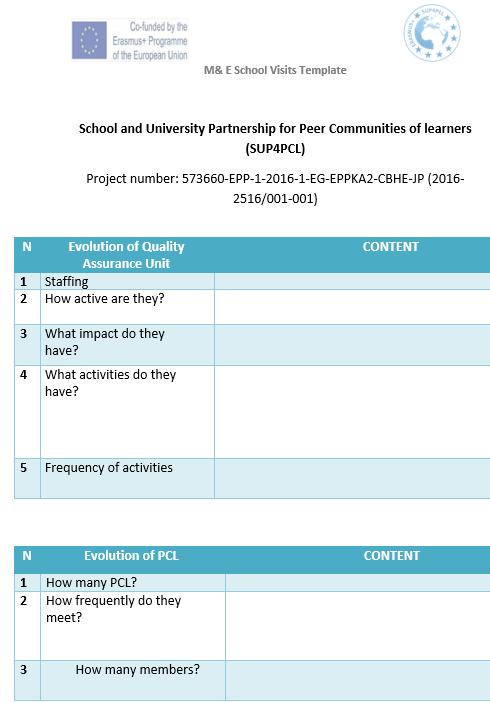 Co-funded by the
Erasmus+ Programme
of the European Union
SUP4PCL
ERASMUS+
M& E School Visits Template
School and University Partnership for Peer Communities of learners
(SUP4PCL)
Project number: 573660-EPP-1-2016-1-EG-EPPKA2-CBHE-JP (2016-
2516/001-001)
N Evolution of Quality CONTENT
Assurance Unit
1 Staffing
2 How active are they?
3 What impact do they
have?
4 What activities do they
have?
5 Frequency of activities
N Evolution of PCL CONTENT
1 How many PCL?
2 How frequently do they
meet?
3 How many members?